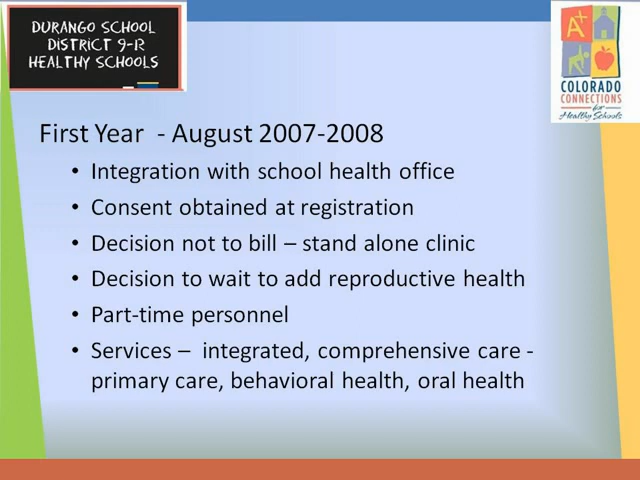 DURANGO SCHOOL
DISTRICT 9-R
HEALTHY SCHOOLS
A+
COLORADO
CONNECTIONS
for
Healthy Schools
First Year - August 2007-2008
• Integration with school health office
• Consent obtained at registration
• Decision not to bill – stand alone clinic
• Decision to wait to add reproductive health
• Part-time personnel
• Services – integrated, comprehensive care -
primary care, behavioral health, oral health